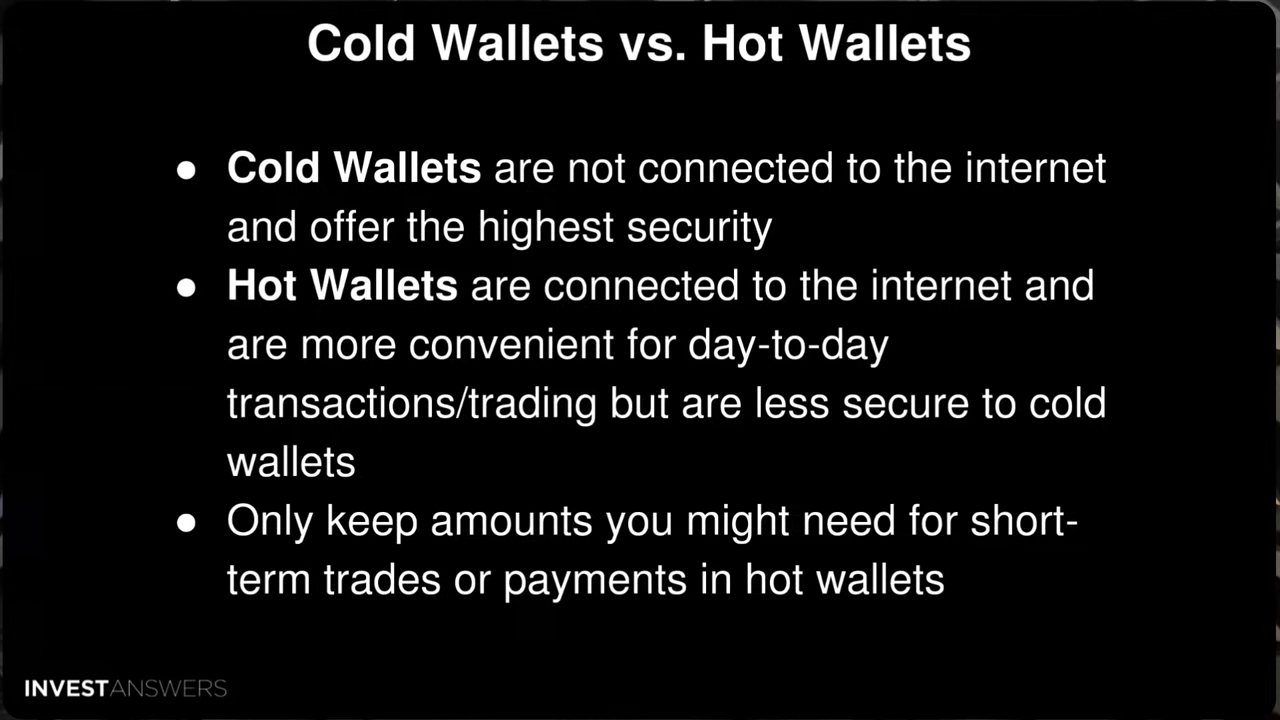 Cold Wallets vs. Hot Wallets
● Cold Wallets are not connected to the internet
and offer the highest security
● Hot Wallets are connected to the internet and
are more convenient for day-to-day
transactions/trading but are less secure to cold
wallets
● Only keep amounts you might need for short-
term trades or payments in hot wallets
INVESTANSWERS